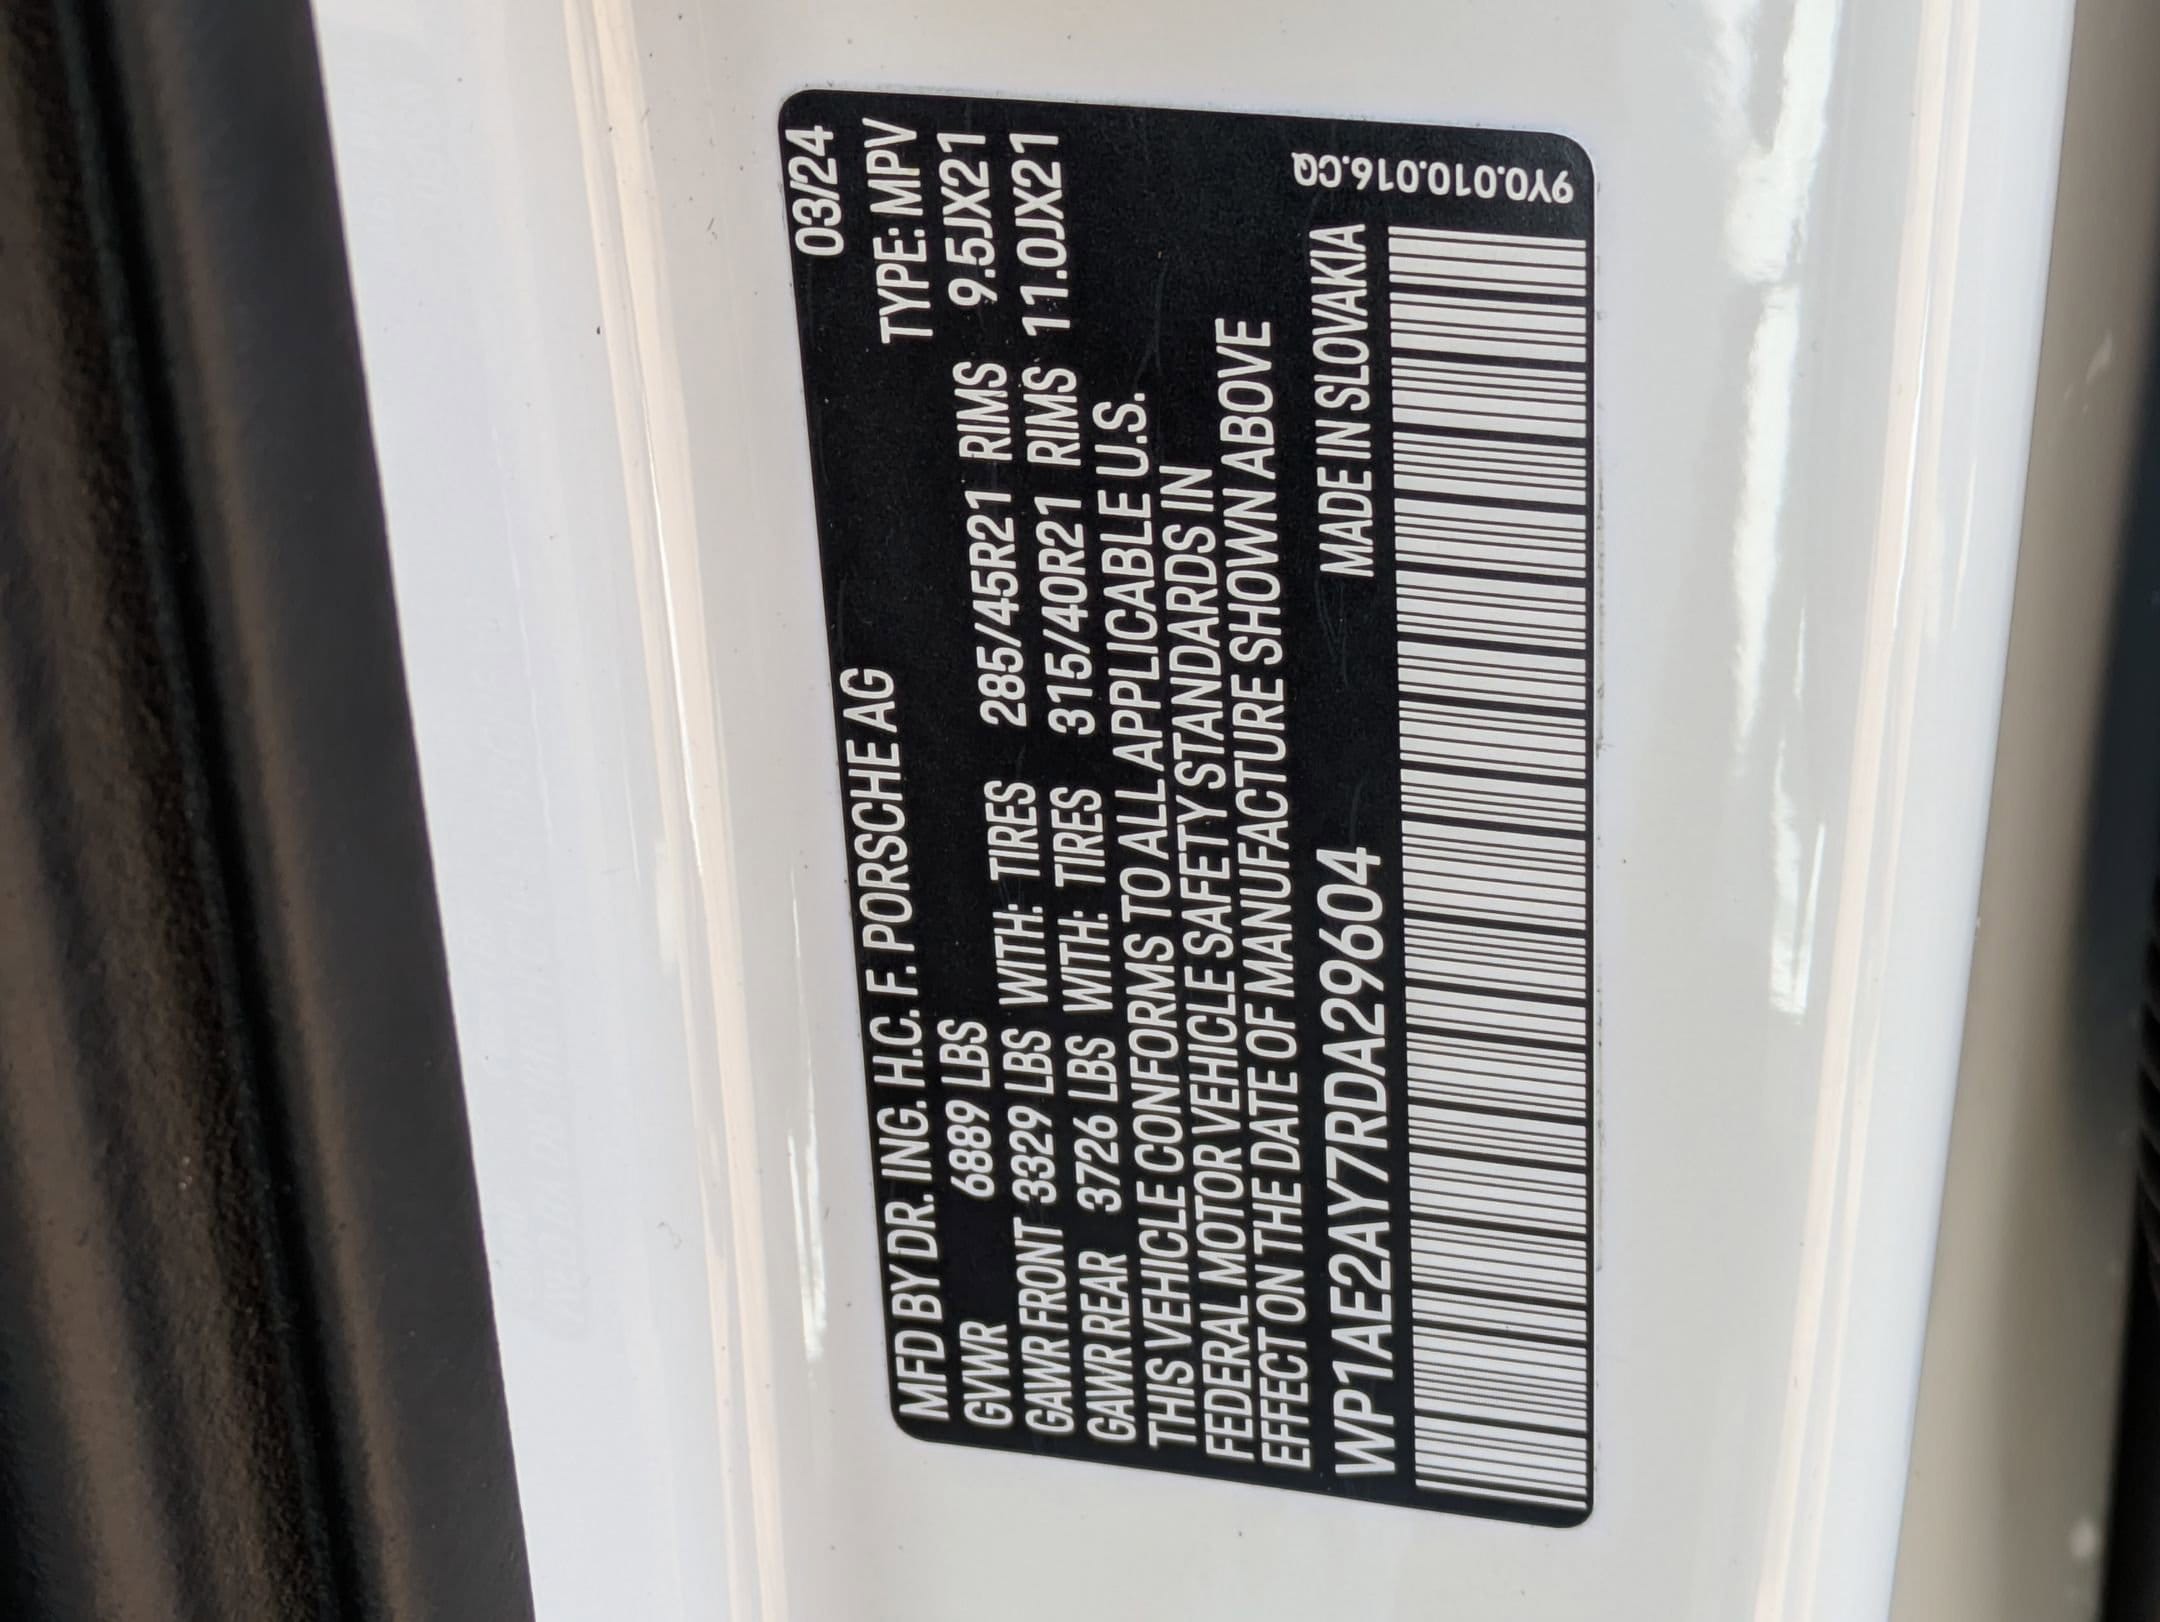 MFD BY DR. ING. H.C. F. PORSCHE AG 03/24
GVWR 6889 LBS TYPE: MPV
GAWR FRONT 3329 LBS WITH: TIRES 285/45R21 RIMS 9.5JX21
GAWR REAR 3726 LBS WITH: TIRES 315/40R21 RIMS 11.0JX21
THIS VEHICLE CONFORMS TO ALL APPLICABLE U.S.
FEDERAL MOTOR VEHICLE SAFETY STANDARDS IN
EFFECT ON THE DATE OF MANUFACTURE SHOWN ABOVE
WP1AE2AY7RDA29604 MADE IN SLOVAKIA
9Y0.010.016.CQ